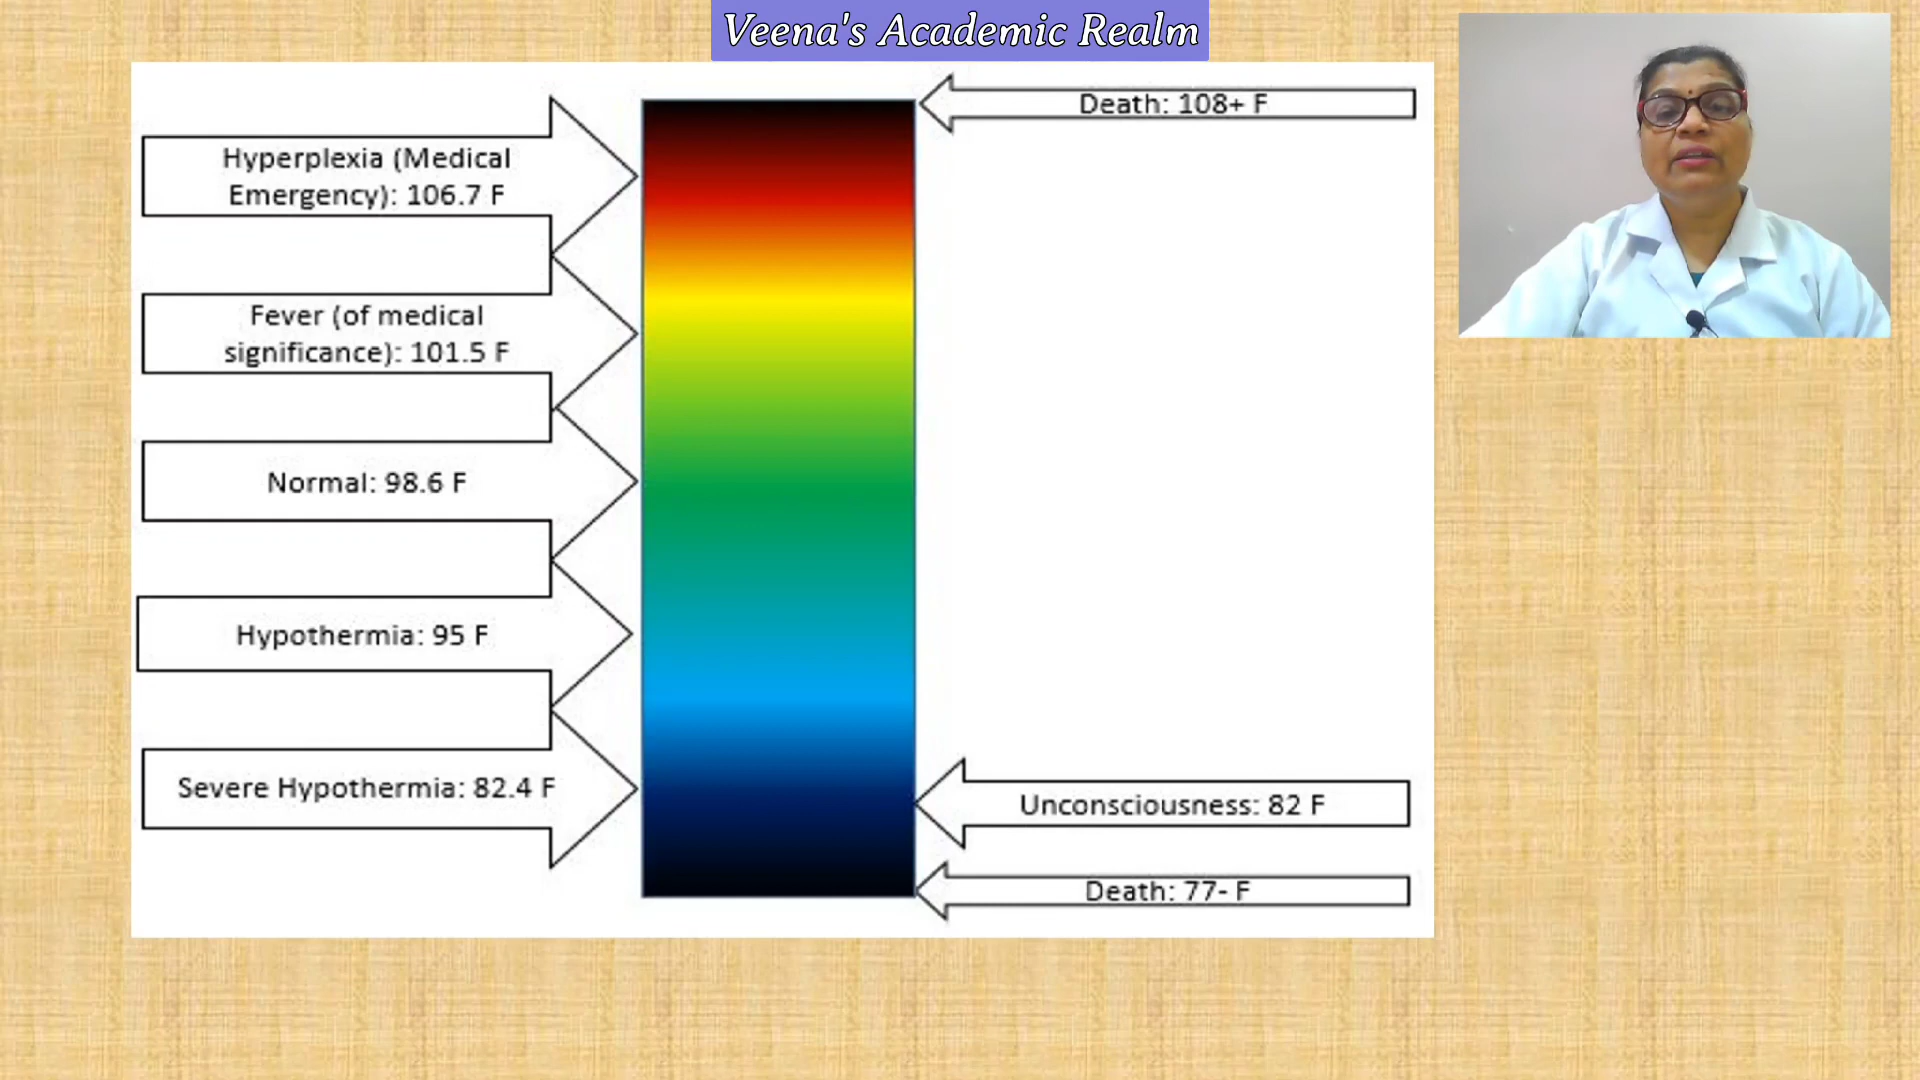 Veena's Academic Realm
Death: 108+ F
Hyperplexia (Medical
Emergency): 106.7 F
Fever (of medical
significance): 101.5 F
Normal: 98.6 F
Hypothermia: 95 F
Severe Hypothermia: 82.4 F
Unconsciousness: 82 F
Death: 77- F